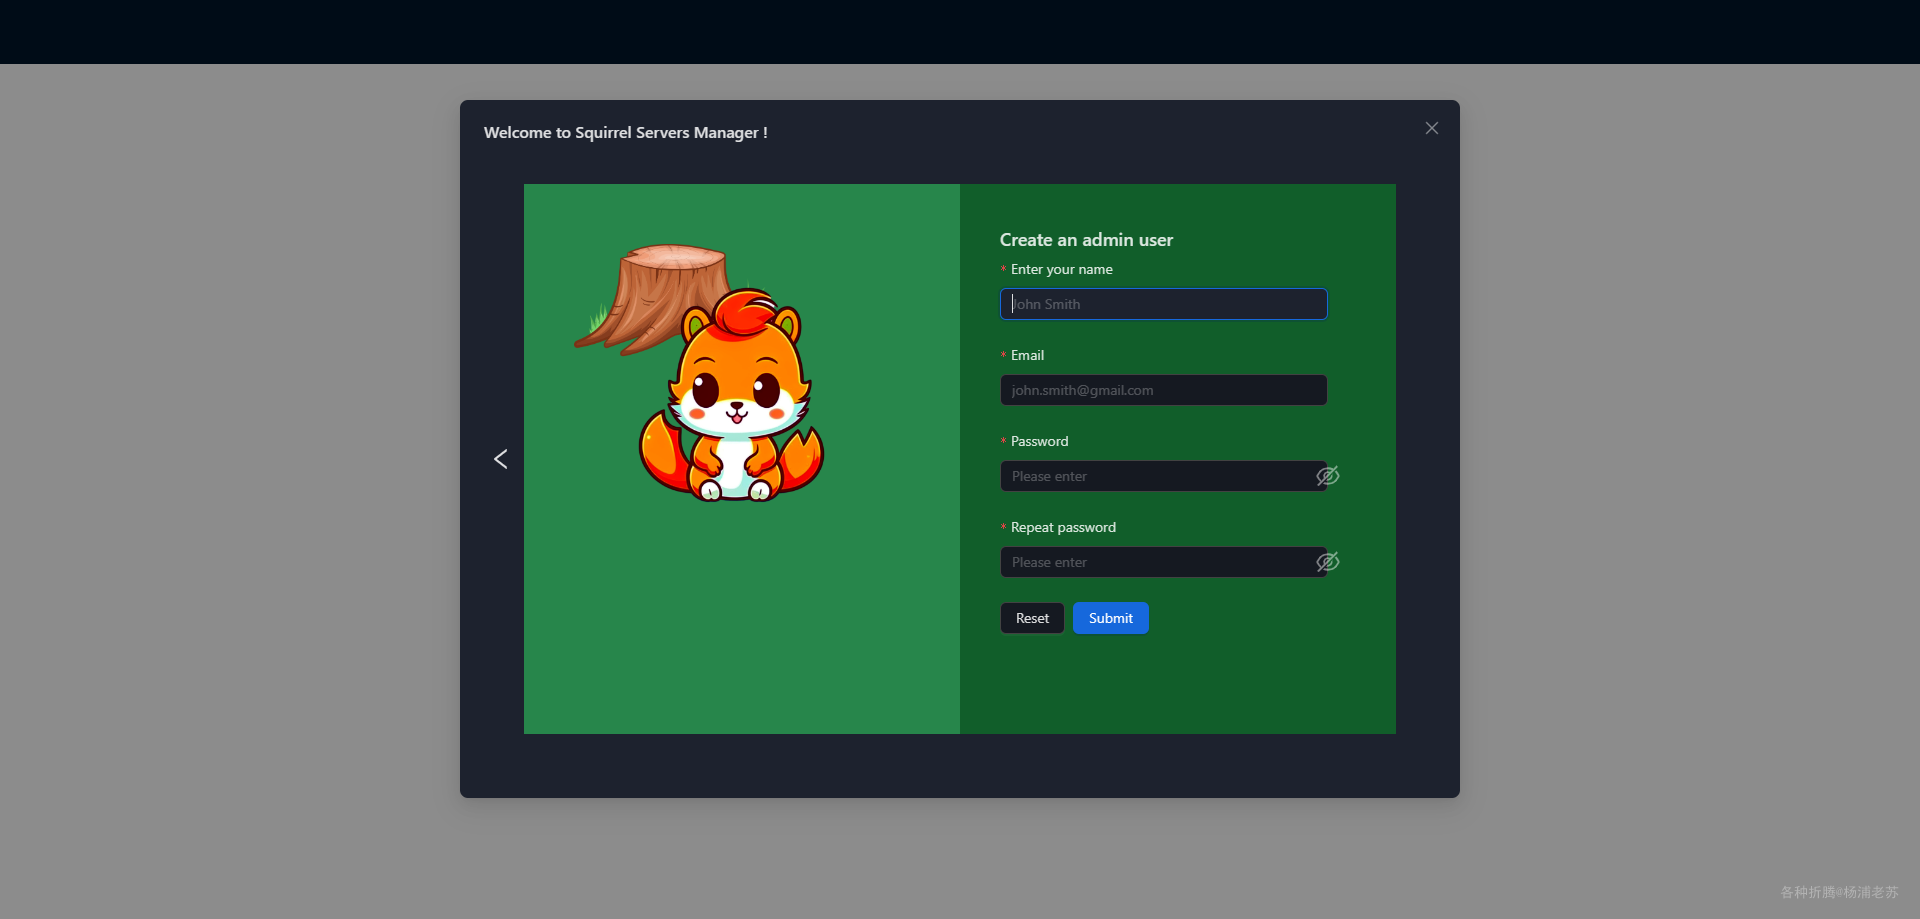 Welcome to Squirrel Servers Manager !
Create an admin user
* Enter your name
John Smith
* Email
john.smith@gmail.com
* Password
Please enter
* Repeat password
Please enter
Reset Submit
各种折腾@杨浦老苏